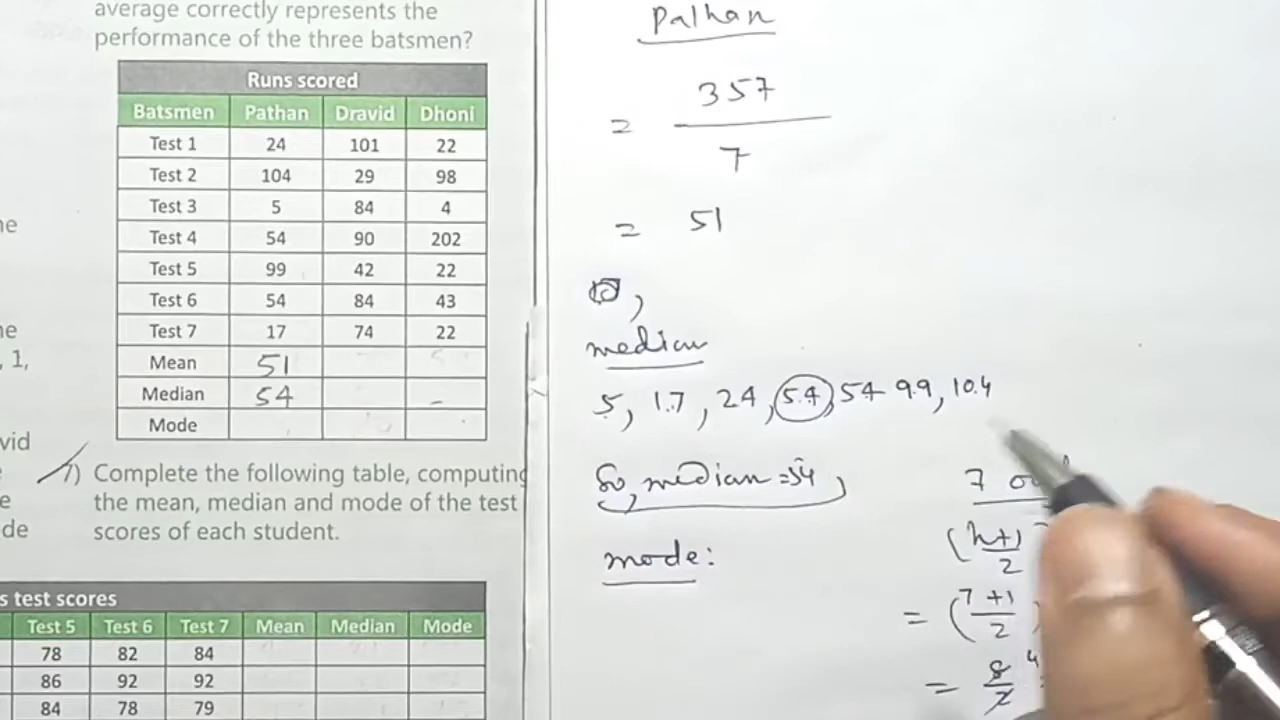 average correctly represents the
performance of the three batsmen?
Runs scored
Batsmen Pathan Dravid Dhoni
Test 1 24 101 22
Test 2 104 29 98
Test 3 5 84 4
Test 4 54 90 202
Test 5 99 42 22
Test 6 54 84 43
Test 7 17 74 22
Mean 51
Median 54
Mode
7) Complete the following table, computing
the mean, median and mode of the test
scores of each student.
s test scores
Test 5 Test 6 Test 7 Mean Median Mode
78 82 84
86 92 92
84 78 79
ne
ne
, 1,
vid
e
de
Pathan
= 357
7
= 51
median
5, 17, 24, 54, 54 99, 104
So, median = 54
mode:
7
(n+1
2
= (7+1
2
= 8 4
2